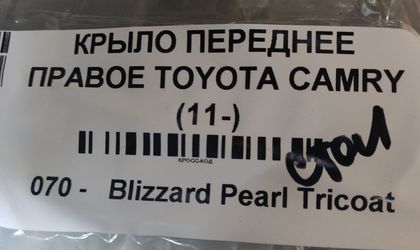 КРЫЛО ПЕРЕДНЕЕ
ПРАВОЕ TOYOTA CAMRY
(11-)
КРОСС-КОД
070 - Blizzard Pearl Tricoat